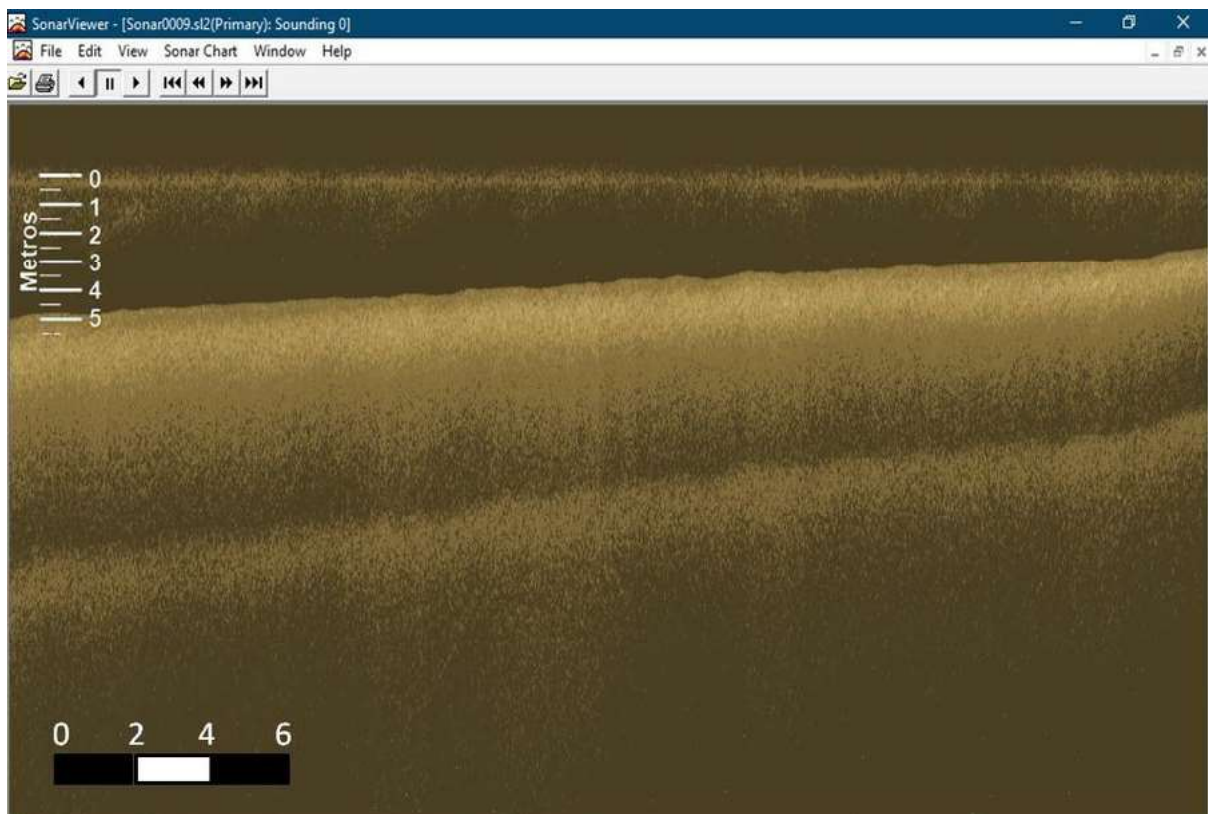 SonarViewer - [Sonar0009.sl2(Primary): Sounding 0]
File Edit View Sonar Chart Window Help
0
1
2
3
4
5
Metros
0 2 4 6